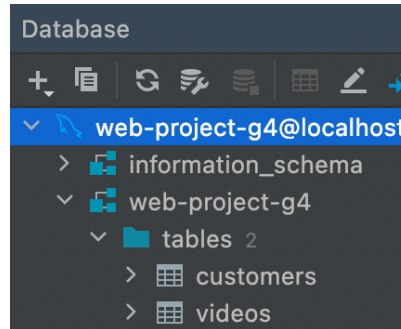 Database
web-project-g4@localhost
information_schema
web-project-g4
tables 2
customers
videos